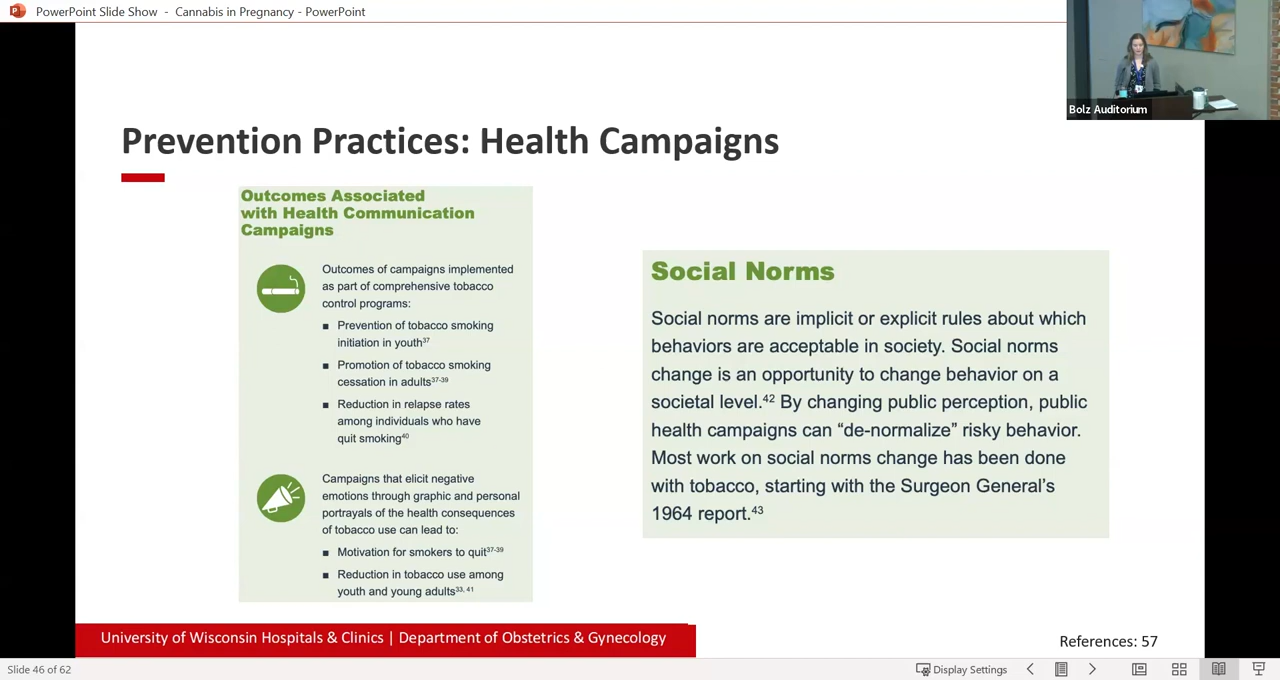 PowerPoint Slide Show - Cannabis in Pregnancy - PowerPoint
Bolz Auditorium
Prevention Practices: Health Campaigns
Outcomes Associated
with Health Communication
Campaigns
Outcomes of campaigns implemented
as part of comprehensive tobacco
control programs:
■ Prevention of tobacco smoking
initiation in youth37
■ Promotion of tobacco smoking
cessation in adults37-39
■ Reduction in relapse rates
among individuals who have
quit smoking40
Campaigns that elicit negative
emotions through graphic and personal
portrayals of the health consequences
of tobacco use can lead to:
■ Motivation for smokers to quit37-39
■ Reduction in tobacco use among
youth and young adults33, 41
Social Norms
Social norms are implicit or explicit rules about which
behaviors are acceptable in society. Social norms
change is an opportunity to change behavior on a
societal level.42 By changing public perception, public
health campaigns can “de-normalize” risky behavior.
Most work on social norms change has been done
with tobacco, starting with the Surgeon General’s
1964 report.43
University of Wisconsin Hospitals & Clinics | Department of Obstetrics & Gynecology
References: 57
Slide 46 of 62
Display Settings